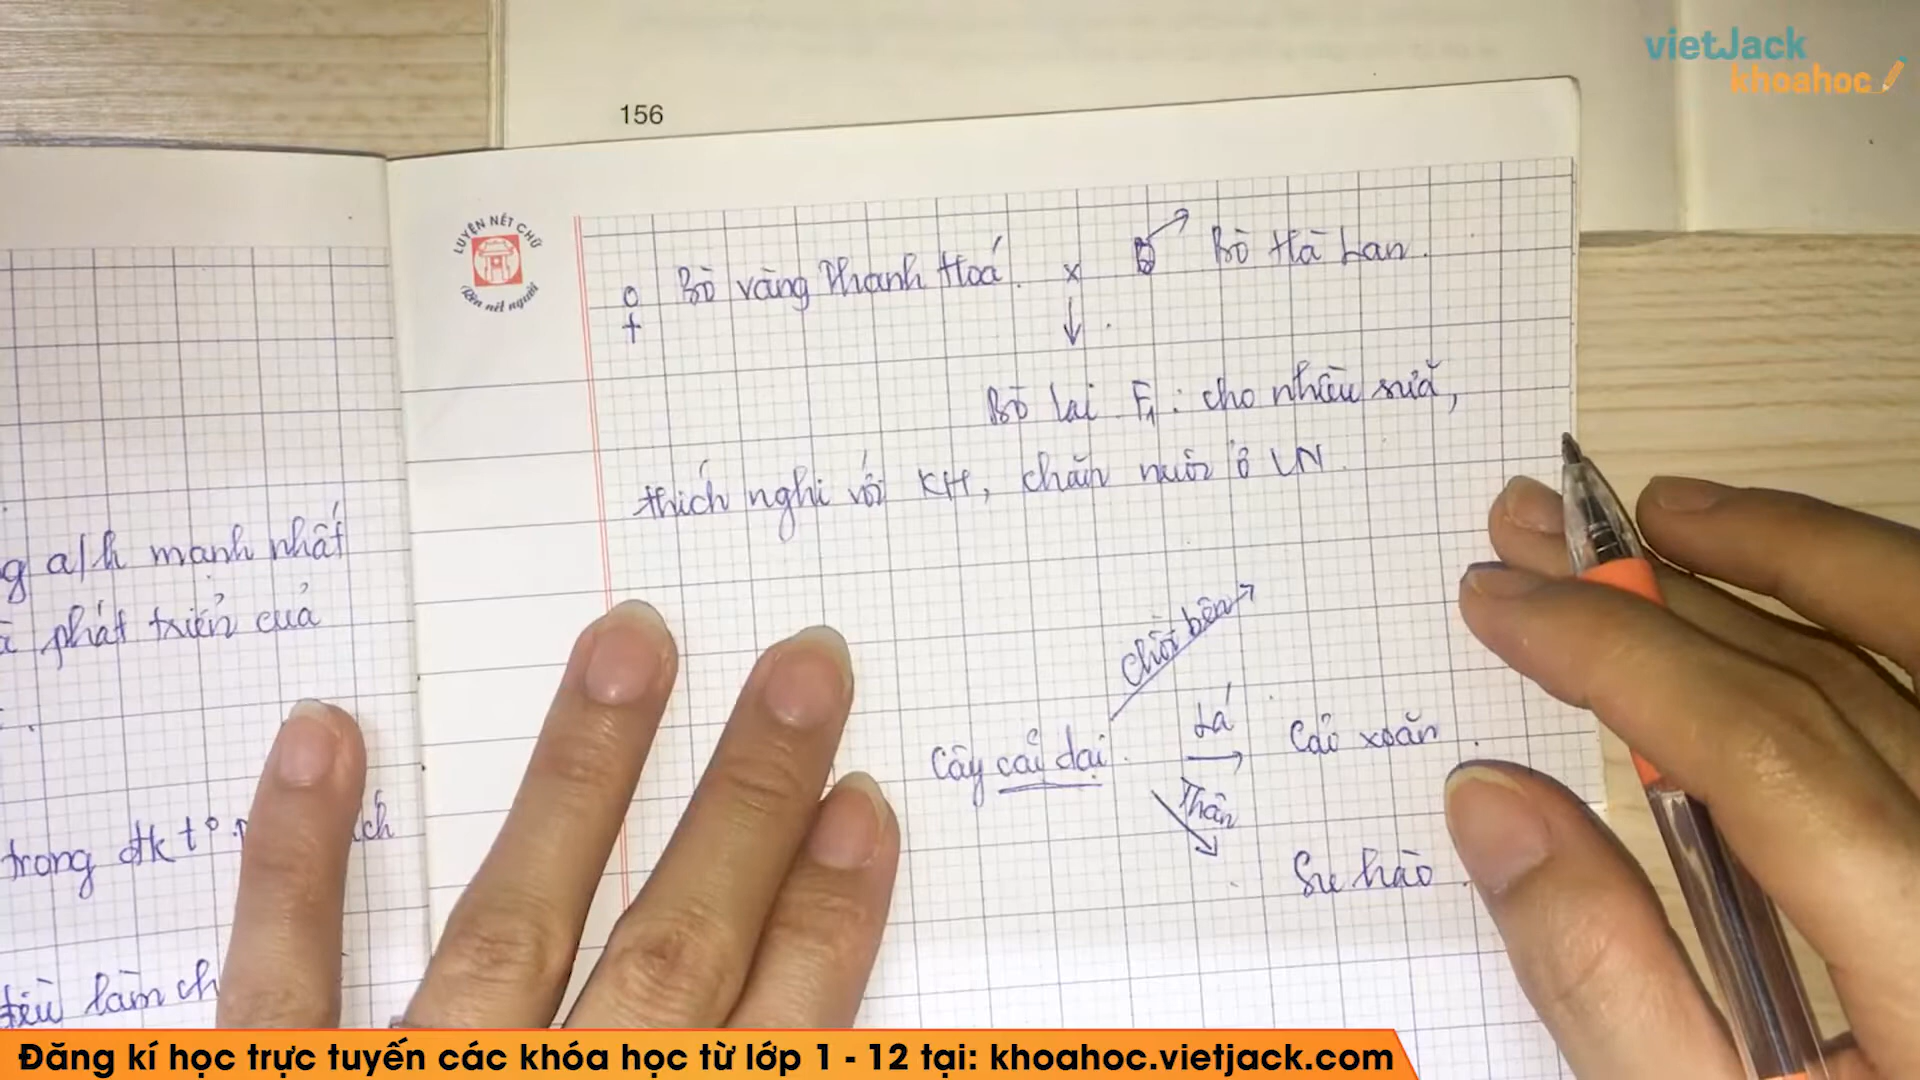 vietJack
khoahoc
156
LUYỆN NÉT CHỮ
Rèn nết người
♀ Bò vàng Thanh Hoá. x ♂ Bò Hà Lan.
↓
Bò lai F1: cho nhiều sữa,
thích nghi với KH, chăn nuôi ở VN.
g a/h mạnh nhất
phát triển của
chồi bên
Lá
Cây cải dại. → Cải xoăn.
Thân
trong đk t°
Su hào.
làm ch
Đăng kí học trực tuyến các khóa học từ lớp 1 - 12 tại: khoahoc.vietjack.com